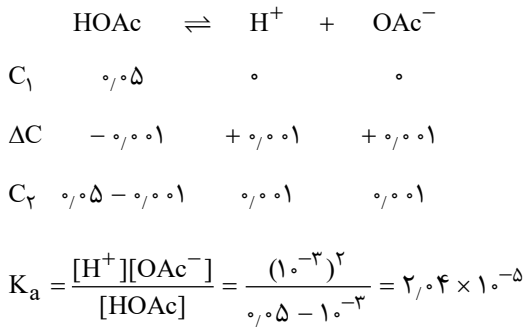 HOAc ⇌ H⁺ + OAc⁻
C₁ ۰/۰۵ ۰ ۰
ΔC − ۰/۰۰۱ + ۰/۰۰۱ + ۰/۰۰۱
C₂ ۰/۰۵ − ۰/۰۰۱ ۰/۰۰۱ ۰/۰۰۱
Kₐ = [H⁺][OAc⁻] / [HOAc] = (۱۰⁻³)² / ۰/۰۵ − ۱۰⁻³ = ۲/۰۴ × ۱۰⁻⁵